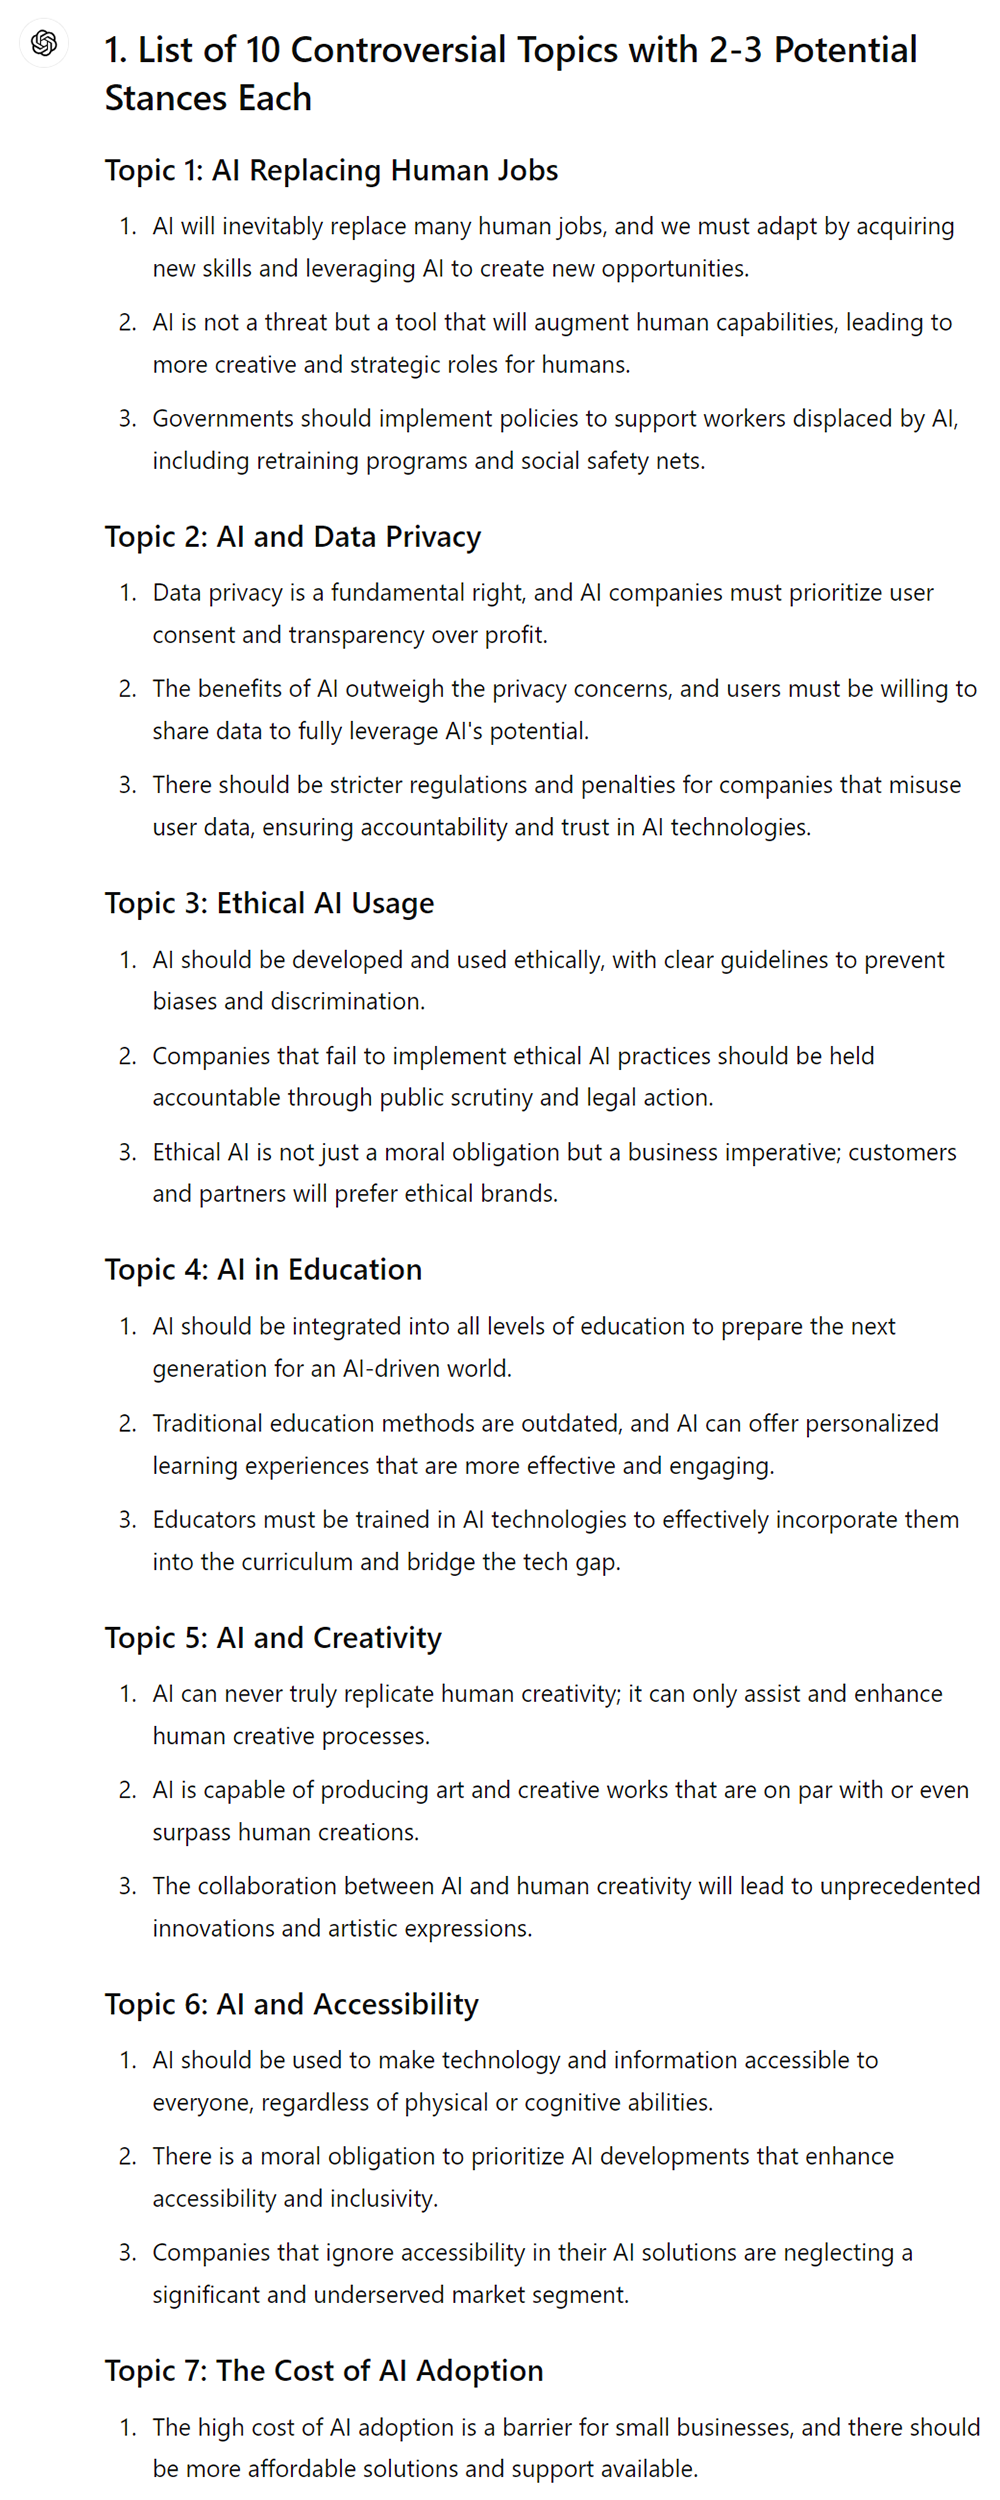 1. List of 10 Controversial Topics with 2-3 Potential
Stances Each
Topic 1: AI Replacing Human Jobs
1. AI will inevitably replace many human jobs, and we must adapt by acquiring
new skills and leveraging AI to create new opportunities.
2. AI is not a threat but a tool that will augment human capabilities, leading to
more creative and strategic roles for humans.
3. Governments should implement policies to support workers displaced by AI,
including retraining programs and social safety nets.
Topic 2: AI and Data Privacy
1. Data privacy is a fundamental right, and AI companies must prioritize user
consent and transparency over profit.
2. The benefits of AI outweigh the privacy concerns, and users must be willing to
share data to fully leverage AI's potential.
3. There should be stricter regulations and penalties for companies that misuse
user data, ensuring accountability and trust in AI technologies.
Topic 3: Ethical AI Usage
1. AI should be developed and used ethically, with clear guidelines to prevent
biases and discrimination.
2. Companies that fail to implement ethical AI practices should be held
accountable through public scrutiny and legal action.
3. Ethical AI is not just a moral obligation but a business imperative; customers
and partners will prefer ethical brands.
Topic 4: AI in Education
1. AI should be integrated into all levels of education to prepare the next
generation for an AI-driven world.
2. Traditional education methods are outdated, and AI can offer personalized
learning experiences that are more effective and engaging.
3. Educators must be trained in AI technologies to effectively incorporate them
into the curriculum and bridge the tech gap.
Topic 5: AI and Creativity
1. AI can never truly replicate human creativity; it can only assist and enhance
human creative processes.
2. AI is capable of producing art and creative works that are on par with or even
surpass human creations.
3. The collaboration between AI and human creativity will lead to unprecedented
innovations and artistic expressions.
Topic 6: AI and Accessibility
1. AI should be used to make technology and information accessible to
everyone, regardless of physical or cognitive abilities.
2. There is a moral obligation to prioritize AI developments that enhance
accessibility and inclusivity.
3. Companies that ignore accessibility in their AI solutions are neglecting a
significant and underserved market segment.
Topic 7: The Cost of AI Adoption
1. The high cost of AI adoption is a barrier for small businesses, and there should
be more affordable solutions and support available.